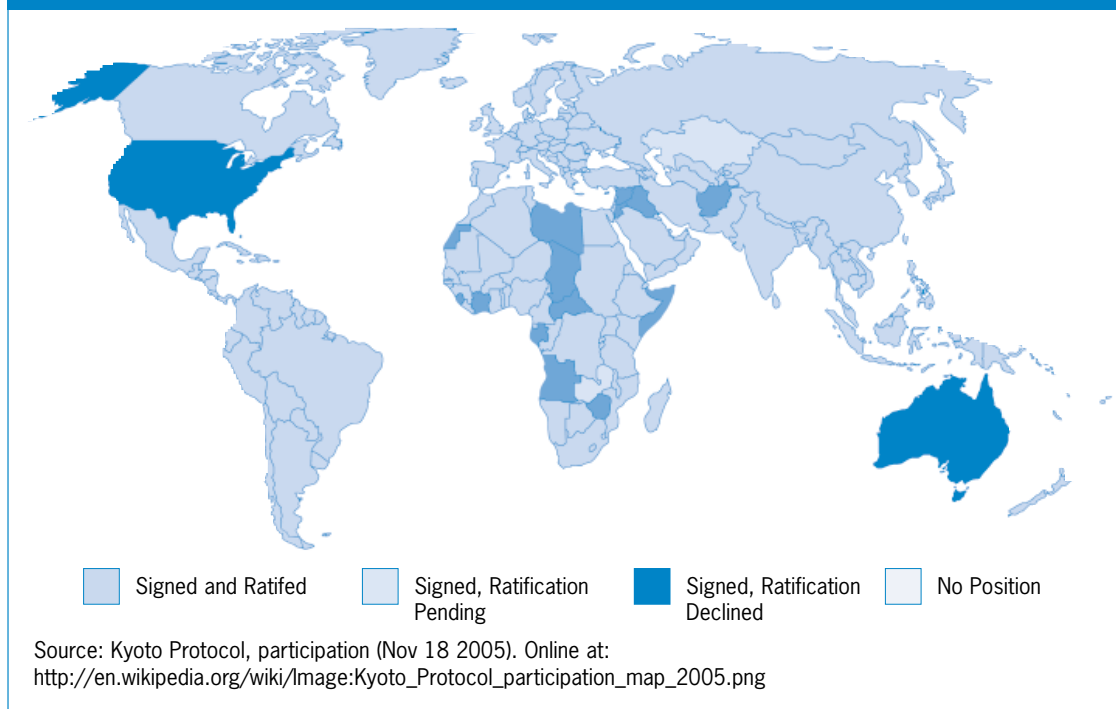 Signed and Ratifed
Signed, Ratification
Pending
Signed, Ratification
Declined
No Position
Source: Kyoto Protocol, participation (Nov 18 2005). Online at:
http://en.wikipedia.org/wiki/Image:Kyoto_Protocol_participation_map_2005.png